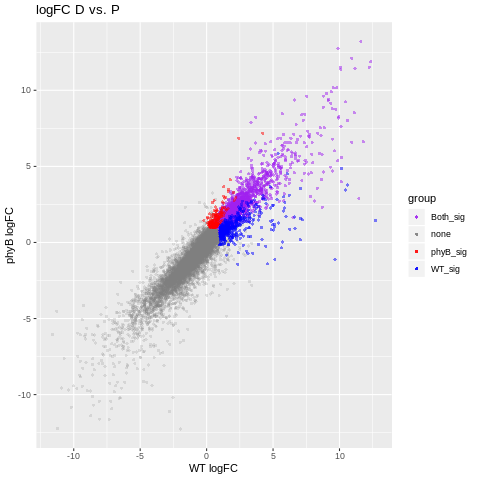 logFC D vs. P
phyB logFC
10
5
0
-5
-10
-10
-5
0
5
10
WT logFC
group
Both_sig
none
phyB_sig
WT_sig